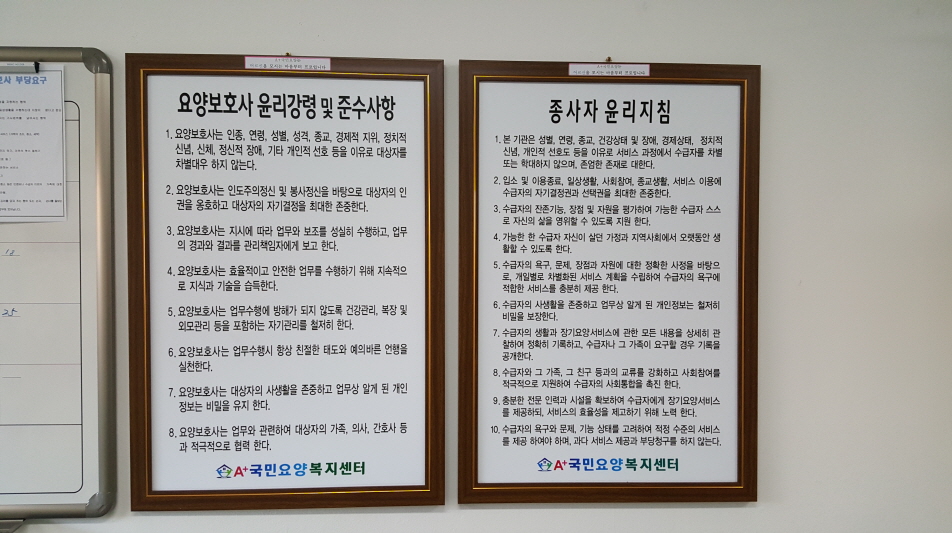 사 부당요구
13
25
요양보호사 윤리강령 및 준수사항
1. 요양보호사는 인종, 연령, 성별, 성격, 종교, 경제적 지위, 정치적
신념, 신체, 정신적 장애, 기타 개인적 선호 등을 이유로 대상자를
차별대우 하지 않는다.
2. 요양보호사는 인도주의정신 및 봉사정신을 바탕으로 대상자의 인
권을 옹호하고 대상자의 자기결정을 최대한 존중한다.
3. 요양보호사는 지시에 따라 업무와 보조를 성실히 수행하고, 업무
의 경과와 결과를 관리책임자에게 보고 한다.
4. 요양보호사는 효율적이고 안전한 업무를 수행하기 위해 지속적으
로 지식과 기술을 습득한다.
5. 요양보호사는 업무수행에 방해가 되지 않도록 건강관리, 복장 및
외모관리 등을 포함하는 자기관리를 철저히 한다.
6. 요양보호사는 업무수행시 항상 친절한 태도와 예의바른 언행을
실천한다.
7. 요양보호사는 대상자의 사생활을 존중하고 업무상 알게 된 개인
정보는 비밀을 유지 한다.
8. 요양보호사는 업무와 관련하여 대상자의 가족, 의사, 간호사 등
과 적극적으로 협력 한다.
A+ 국민요양복지센터
종사자 윤리지침
1. 본 기관은 성별, 연령, 종교, 건강상태 및 장애, 경제상태, 정치적
신념, 개인적 선호도 등을 이유로 서비스 과정에서 수급자를 차별
또는 학대하지 않으며, 존엄한 존재로 대한다.
2. 입소 및 이용종료, 일상생활, 사회참여, 종교생활, 서비스 이용에
수급자의 자기결정권과 선택권을 최대한 존중한다.
3. 수급자의 잔존기능, 장점 및 자원을 평가하여 가능한 수급자 스스
로 자신의 삶을 영위할 수 있도록 지원 한다.
4. 가능한 한 수급자 자신이 살던 가정과 지역사회에서 오랫동안 생
활할 수 있도록 한다.
5. 수급자의 욕구, 문제, 장점과 자원에 대한 정확한 사정을 바탕으
로, 개일별로 차별화된 서비스 계획을 수립하여 수급자의 욕구에
적합한 서비스를 충분히 제공 한다.
6. 수급자의 사생활을 존중하고 업무상 알게 된 개인정보는 철저히
비밀을 보장한다.
7. 수급자의 생활과 장기요양서비스에 관한 모든 내용을 상세히 관
찰하여 정확히 기록하고, 수급자나 그 가족이 요구할 경우 기록을
공개한다.
8. 수급자와 그 가족, 그 친구 등과의 교류를 강화하고 사회참여를
적극적으로 지원하여 수급자의 사회통합을 촉진 한다.
9. 충분한 전문 인력과 시설을 확보하여 수급자에게 장기요양서비스
를 제공하되, 서비스의 효율성을 제고하기 위해 노력 한다.
10. 수급자의 욕구와 문제, 기능 상태를 고려하여 적정 수준의 서비스
를 제공 하여야 하며, 과다 서비스 제공과 부당청구를 하지 않는다.
A+ 국민요양복지센터